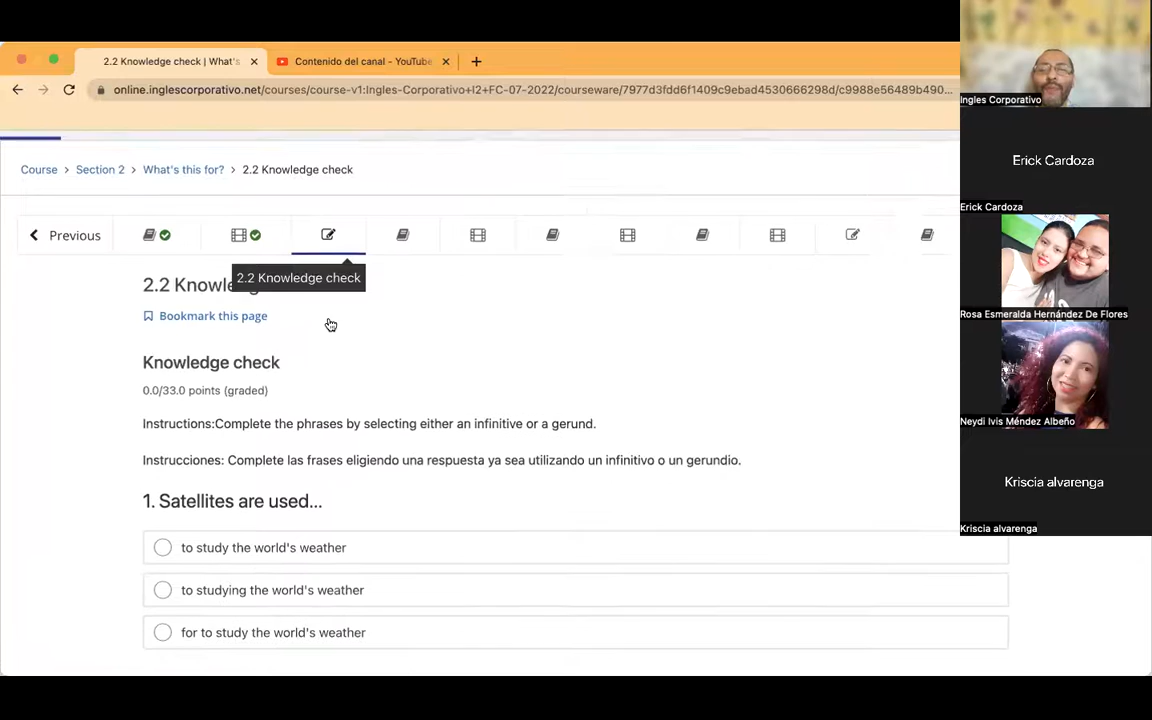 2.2 Knowledge check | What's
Contenido del canal - YouTube
online.inglescorporativo.net/courses/course-v1:Ingles-Corporativo+I2+FC-07-2022/courseware/7977d3fdd6f1409c9ebad4530666298d/c9988e56489b490...
Course > Section 2 > What's this for? > 2.2 Knowledge check
Previous
2.2 Knowledge check
2.2 Knowle
Bookmark this page
Knowledge check
0.0/33.0 points (graded)
Instructions:Complete the phrases by selecting either an infinitive or a gerund.
Instrucciones: Complete las frases eligiendo una respuesta ya sea utilizando un infinitivo o un gerundio.
1. Satellites are used...
to study the world's weather
to studying the world's weather
for to study the world's weather
Ingles Corporativo
Erick Cardoza
Erick Cardoza
Rosa Esmeralda Hernández De Flores
Neydi Ivis Méndez Albeño
Kriscia alvarenga
Kriscia alvarenga